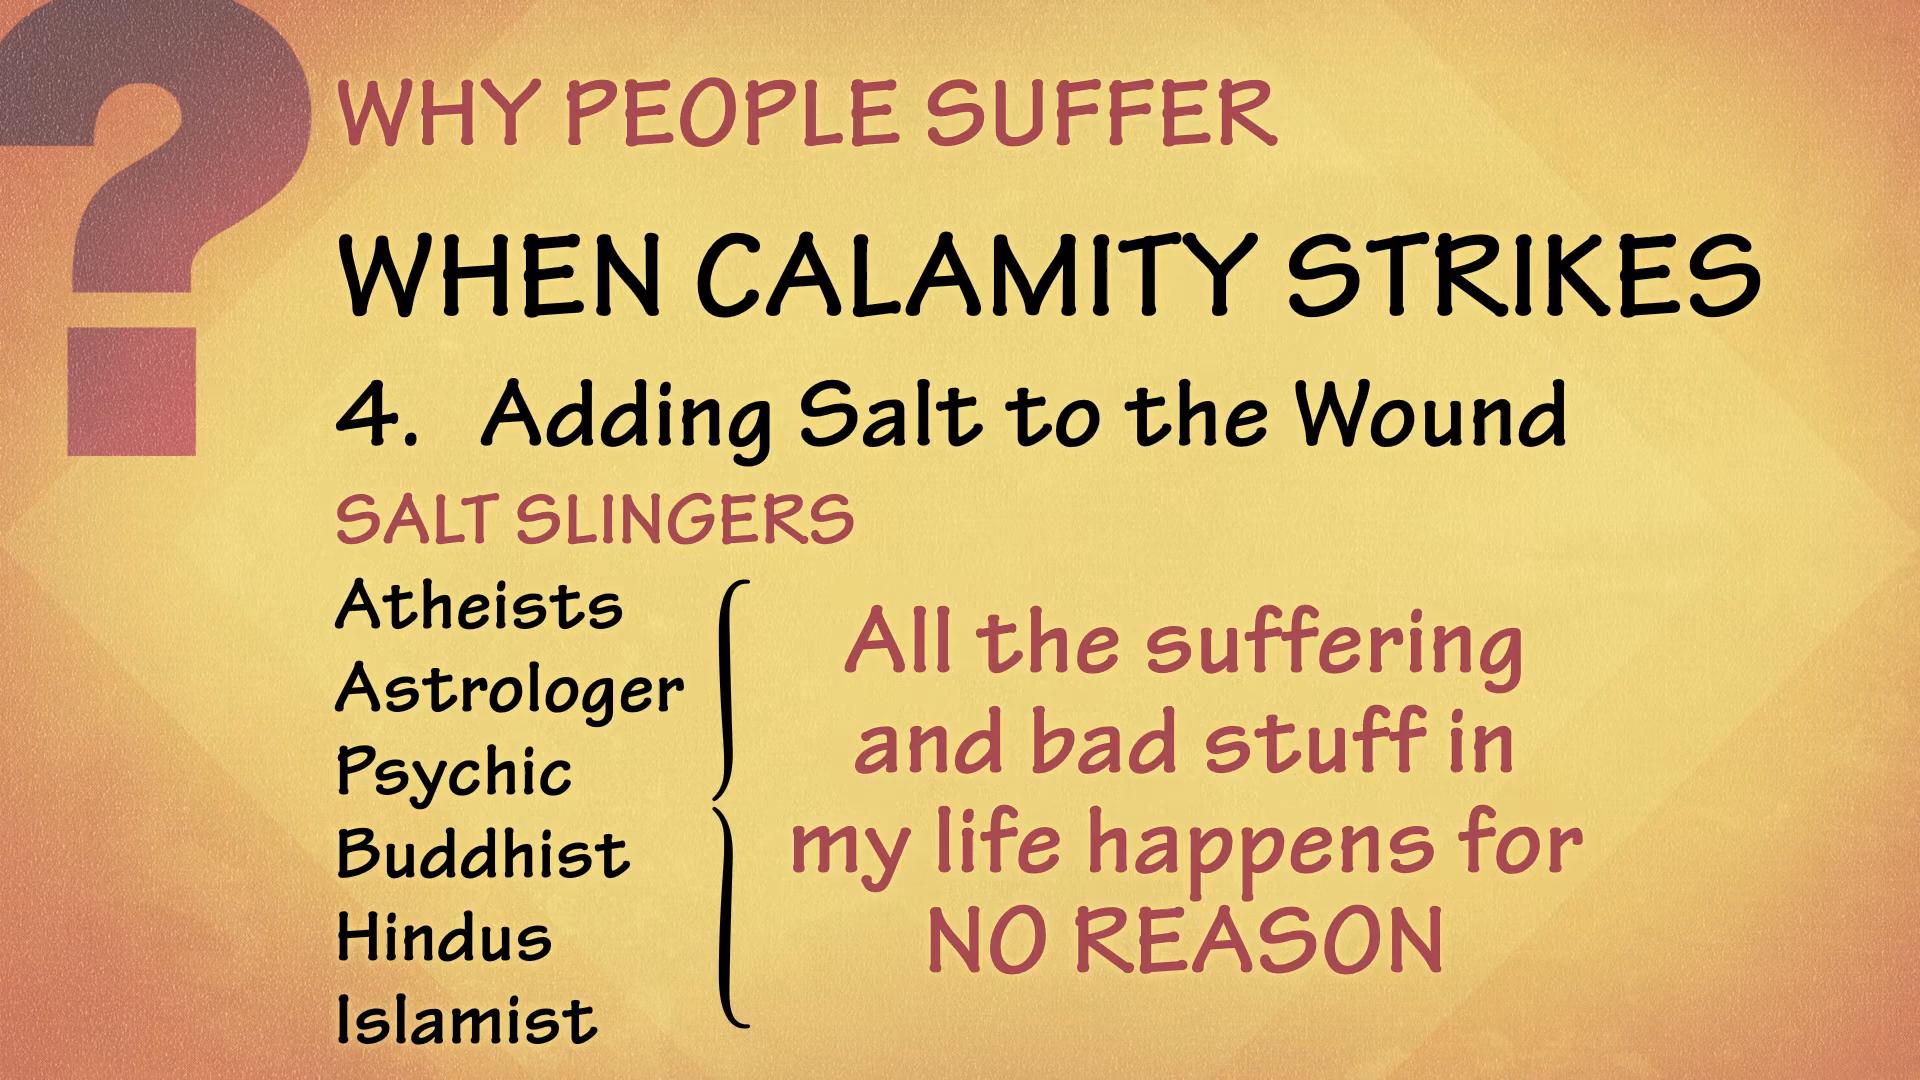 WHY PEOPLE SUFFER
WHEN CALAMITY STRIKES
4. Adding Salt to the Wound
SALT SLINGERS
Atheists
Astrologer
Psychic
Buddhist
Hindus
Islamist
All the suffering
and bad stuff in
my life happens for
NO REASON